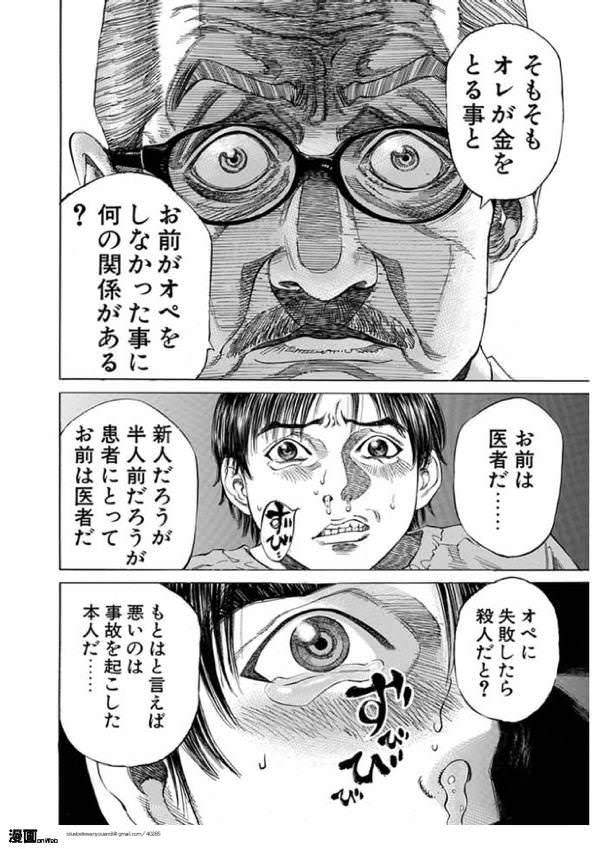 そもそも
オレが金を
とる事と
お前がオペを
しなかった事に
何の関係がある
?
お前は
医者だ……
ずびっ
新人だろうが
半人前だろうが
患者にとって
お前は医者だ
オペに
失敗したら
殺人だと?
ずびびびっ
もとはと言えば
悪いのは
事故を起こした
本人だ……
漫画 on Web